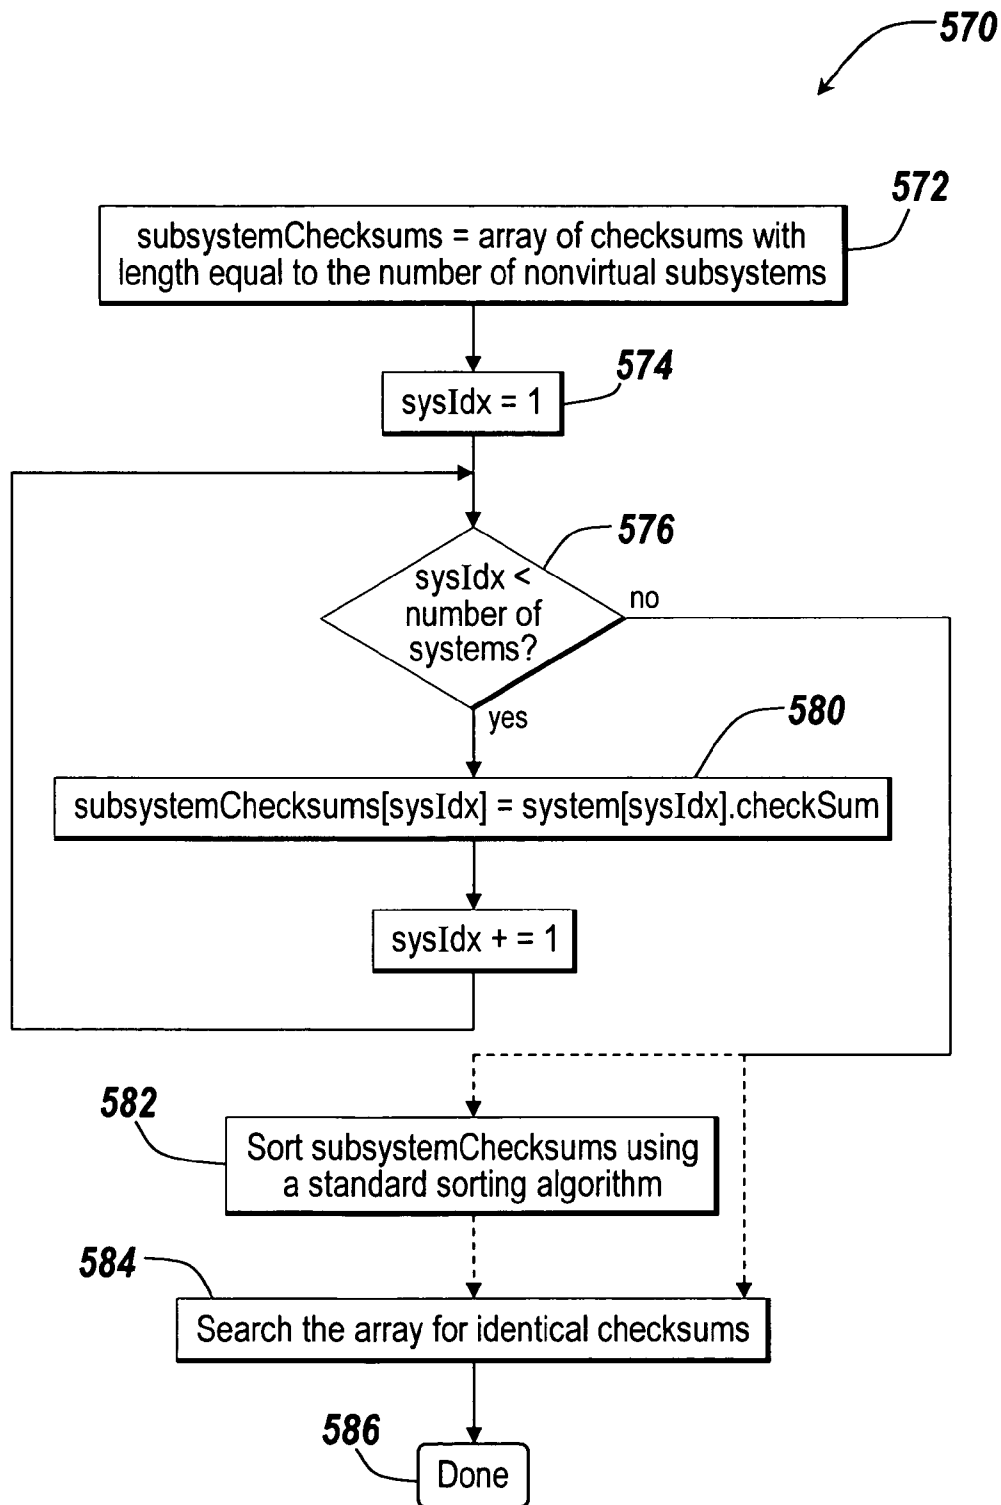 570
572
subsystemChecksums = array of checksums with
length equal to the number of nonvirtual subsystems
574
sysIdx = 1
576
sysIdx <
number of
systems?
no
yes
580
subsystemChecksums[sysIdx] = system[sysIdx].checkSum
sysIdx + = 1
582
Sort subsystemChecksums using
a standard sorting algorithm
584
Search the array for identical checksums
586
Done